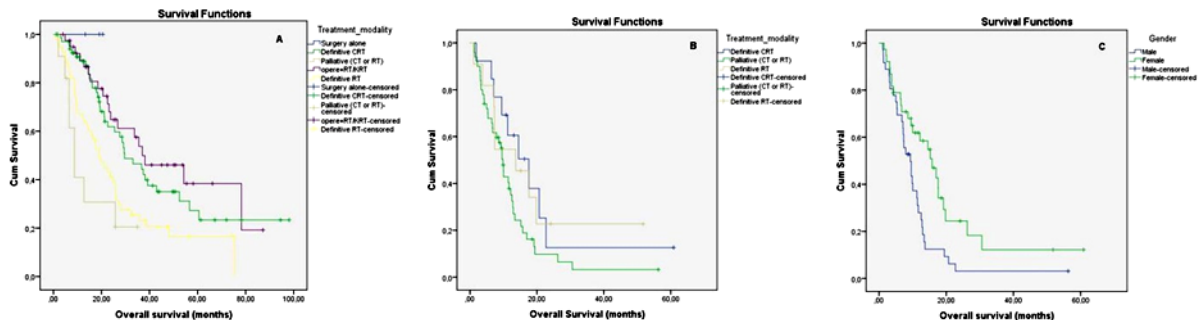 Survival Functions
A
Treatment_modality
Surgery alone
Definitive CRT
Palliative (CT or RT)
opere+RT/KRT
Definitive RT
Surgery alone-censored
Definitive CRT-censored
Palliative (CT or RT)-
censored
opere+RT/KRT-censored
Definitive RT-censored
Cum Survival
1,0
0,8
0,6
0,4
0,2
0,0
,00
20,00
40,00
60,00
80,00
100,00
Overall survival (months)
Survival Functions
B
Treatment_modality
Definitive CRT
Palliative (CT or RT)
Definitive RT
Definitive CRT-censored
Palliative (CT or RT)-
censored
Definitive RT-censored
Cum Survival
1,0
0,8
0,6
0,4
0,2
0,0
,00
20,00
40,00
60,00
Overall Survival (months)
Survival Functions
C
Gender
Male
Female
Male-censored
Female-censored
Cum Survival
1,0
0,8
0,6
0,4
0,2
0,0
,00
20,00
40,00
60,00
Overall survival (months)